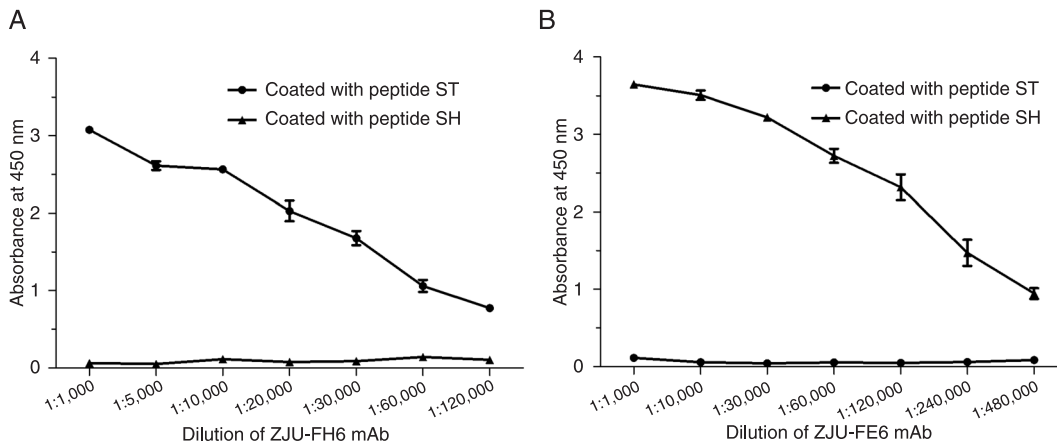 A
Absorbance at 450 nm
4
3
2
1
0
Coated with peptide ST
Coated with peptide SH
1:1,000
1:5,000
1:10,000
1:20,000
1:30,000
1:60,000
1:120,000
Dilution of ZJU-FH6 mAb
B
Absorbance at 450 nm
4
3
2
1
0
Coated with peptide ST
Coated with peptide SH
1:1,000
1:10,000
1:30,000
1:60,000
1:120,000
1:240,000
1:480,000
Dilution of ZJU-FE6 mAb